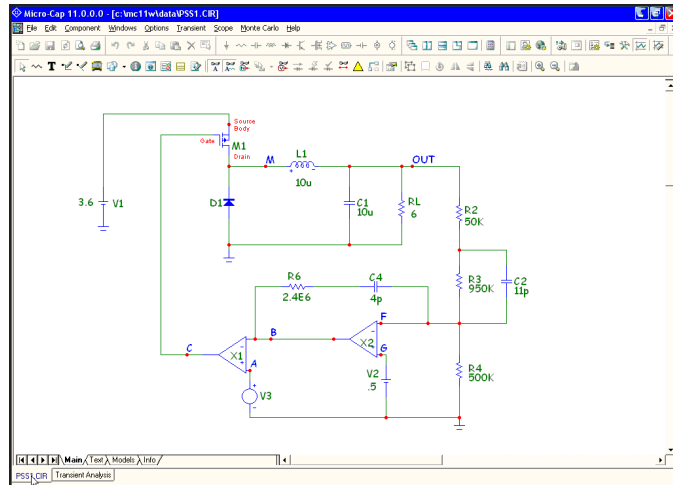 Micro-Cap 11.0.0.0 - [c:\mc11w\data\PSS1.CIR]
File Edit Component Windows Options Transient Scope Monte Carlo Help
Source
Body
Gate
M1
Drain
M
L1
10u
OUT
3.6
V1
D1
C1
10u
RL
6
R2
50K
R3
950K
C2
11p
R6
2.4E6
C4
4p
F
B
C
X1
A
X2
G
V2
.5
R4
500K
V3
Main Text Models Info
PSS1.CIR Transient Analysis